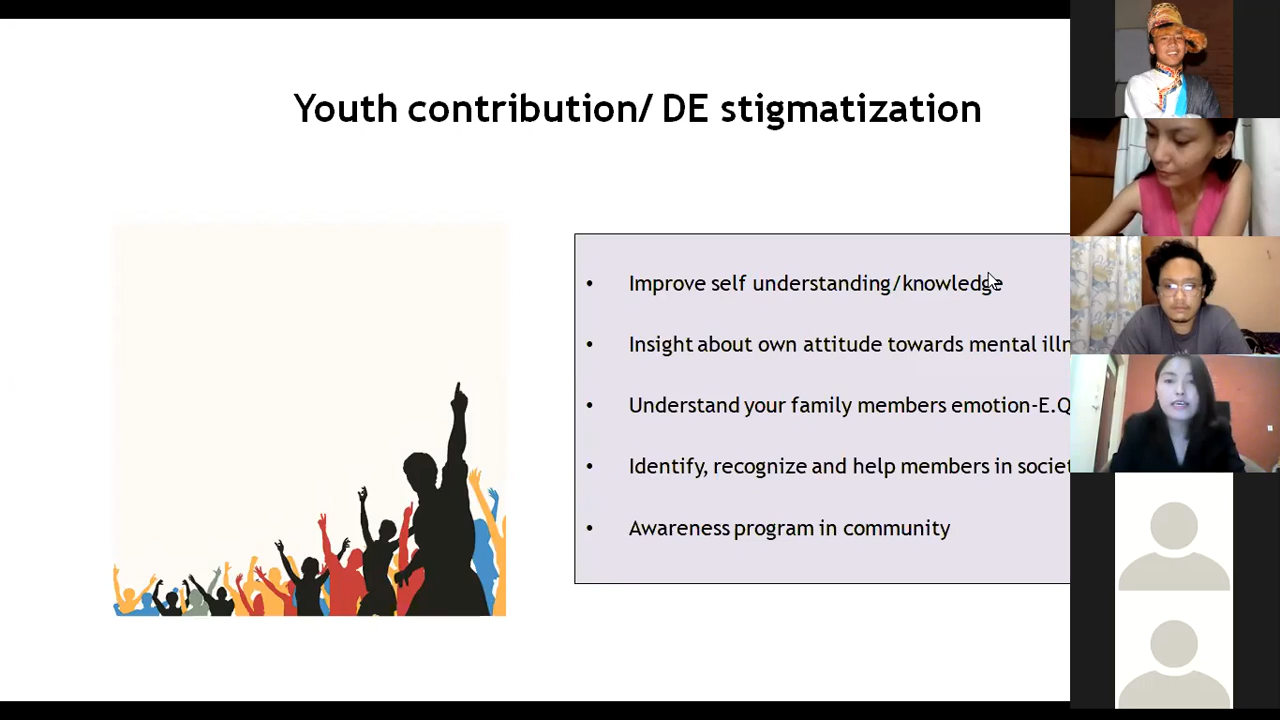 Youth contribution/ DE stigmatization
• Improve self understanding/knowledge
• Insight about own attitude towards mental
• Understand your family members emotion-E.Q
• Identify, recognize and help members in
• Awareness program in community